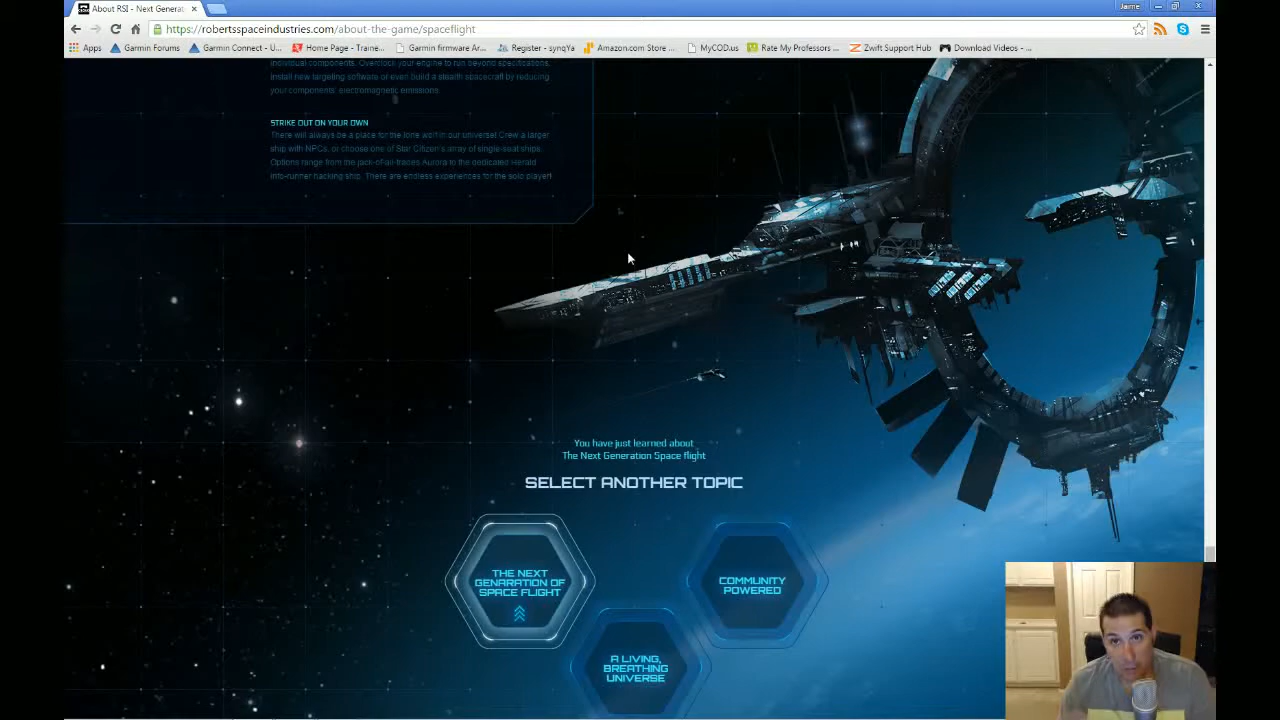 About RSI - Next Generat
Jaime
https://robertsspaceindustries.com/about-the-game/spaceflight
Apps
Garmin Forums
Garmin Connect - U...
Home Page - Traine...
Garmin firmware Ar...
Register - synqYa
Amazon.com Store ...
MyCOD.us
Rate My Professors ...
Zwift Support Hub
Download Videos - ...
individual components. Overclock your engine to run beyond specifications,
install new targeting software or even build a stealth spacecraft by reducing
your components' electromagnetic emissions.
STRIKE OUT ON YOUR OWN
There will always be a place for the lone wolf in our universe! Crew a larger
ship with NPCs, or choose one of Star Citizen's array of single-seat ships.
Options range from the jack-of-all-trades Aurora to the dedicated Herald
info-runner hacking ship. There are endless experiences for the solo player!
You have just learned about
The Next Generation Space flight
SELECT ANOTHER TOPIC
THE NEXT
GENARATION OF
SPACE FLIGHT
COMMUNITY
POWERED
A LIVING,
BREATHING
UNIVERSE